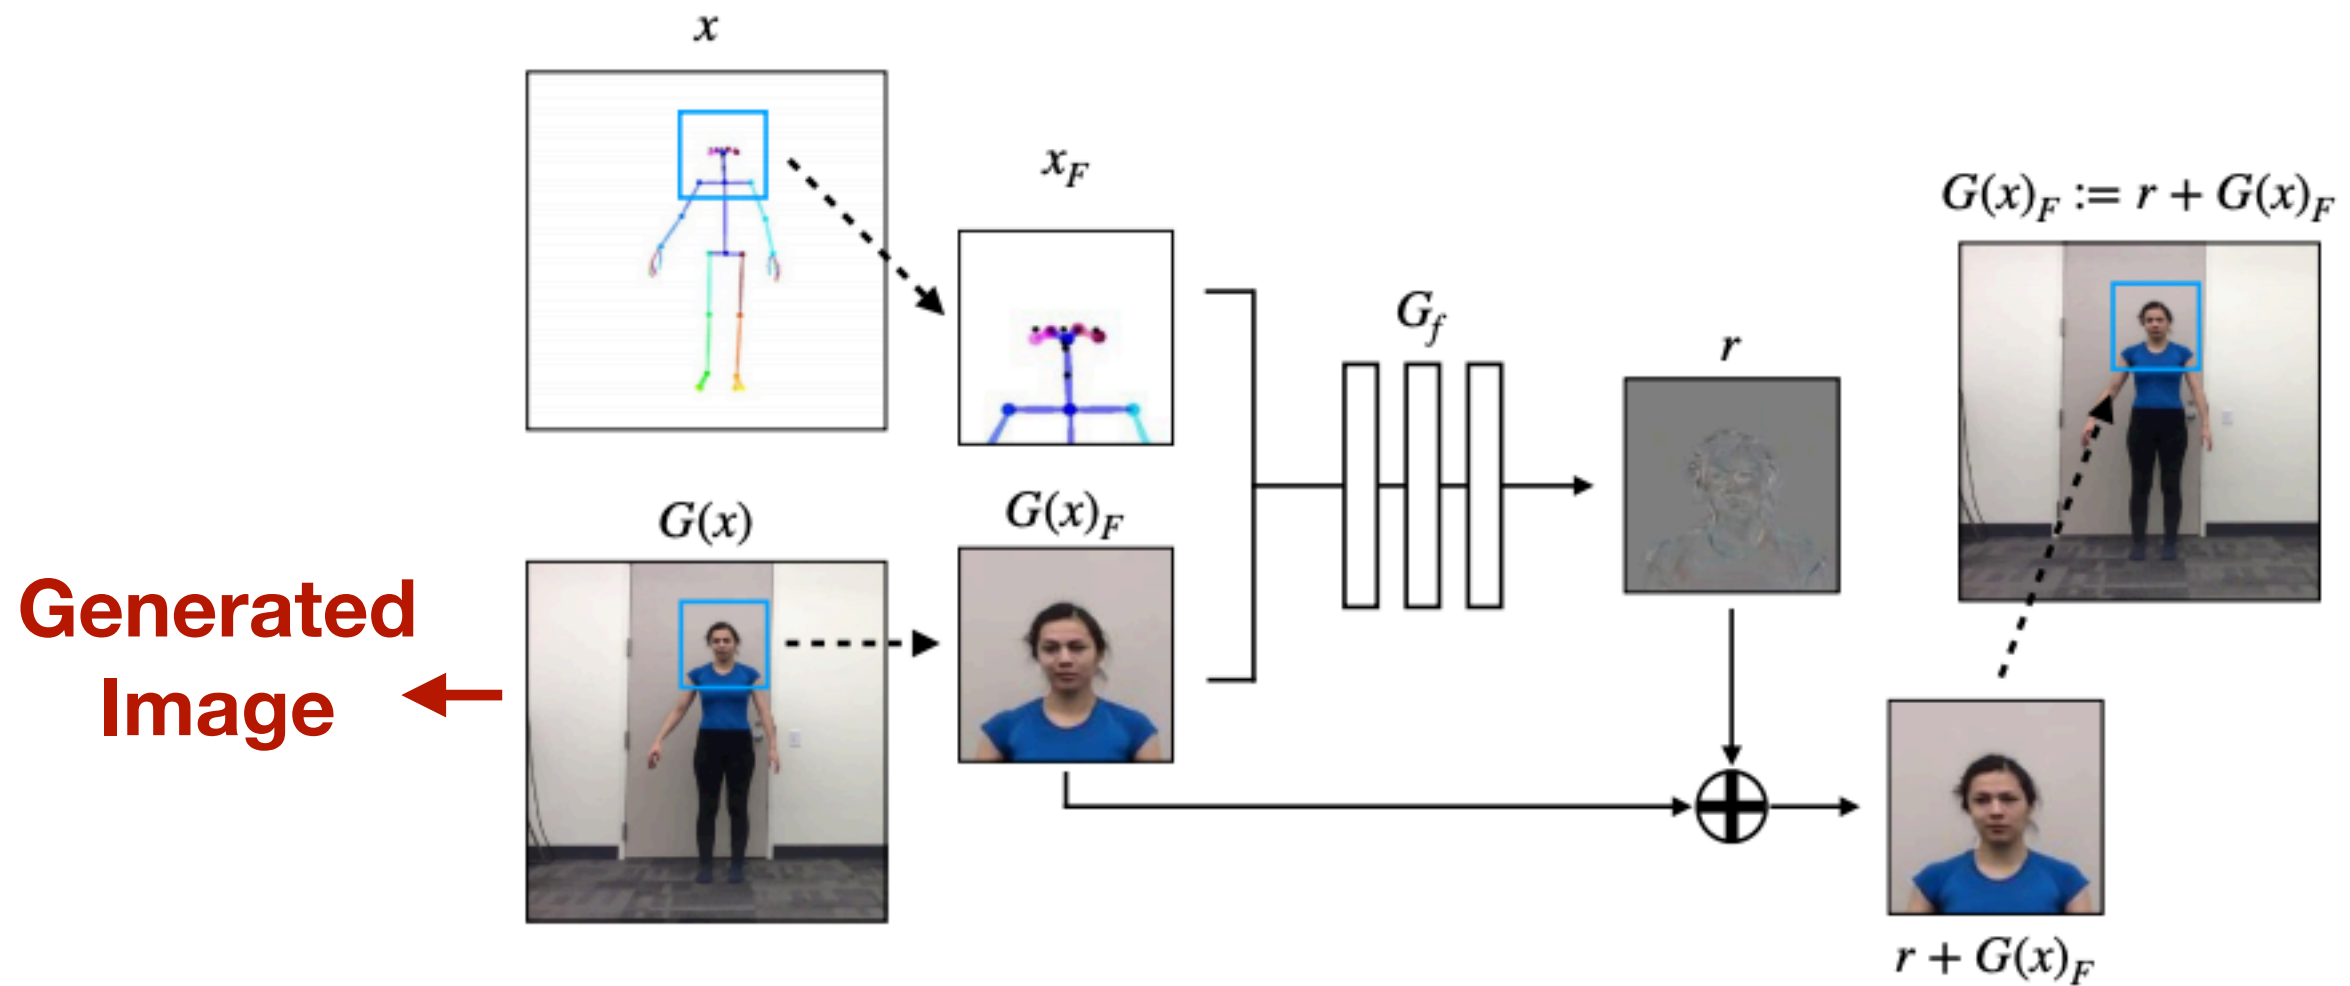 x
x_F
G(x)_F := r + G(x)_F
G_f
r
G(x)
G(x)_F
Generated
Image
r + G(x)_F